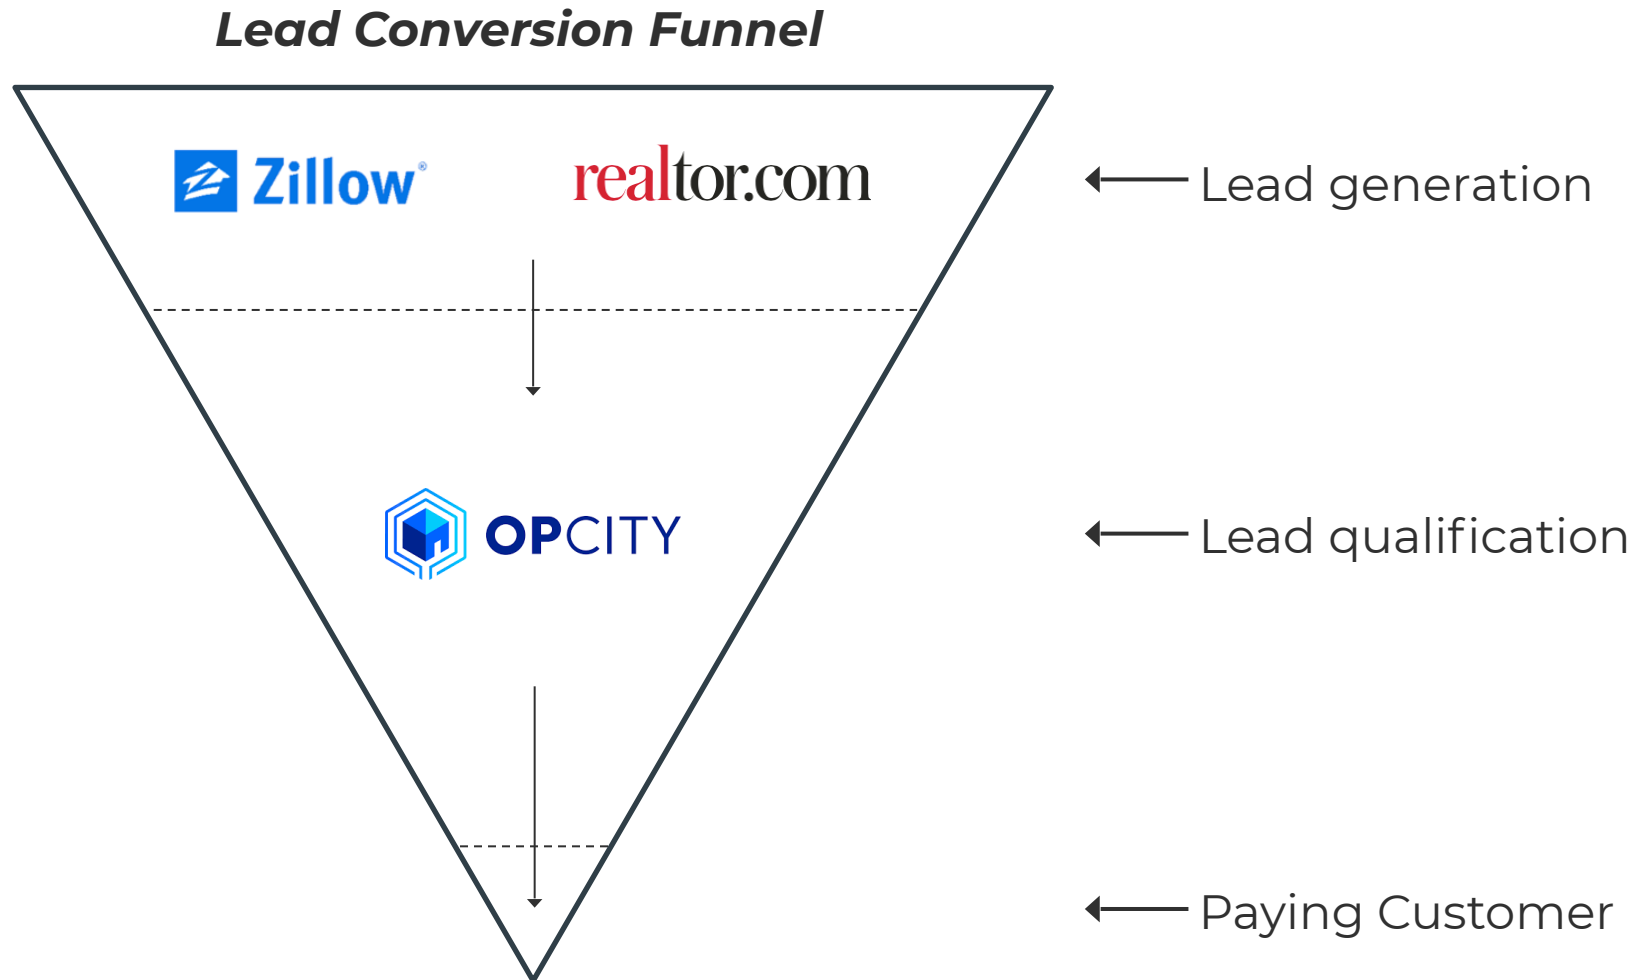 Lead Conversion Funnel
Zillow®
realtor.com
Lead generation
OPCITY
Lead qualification
Paying Customer